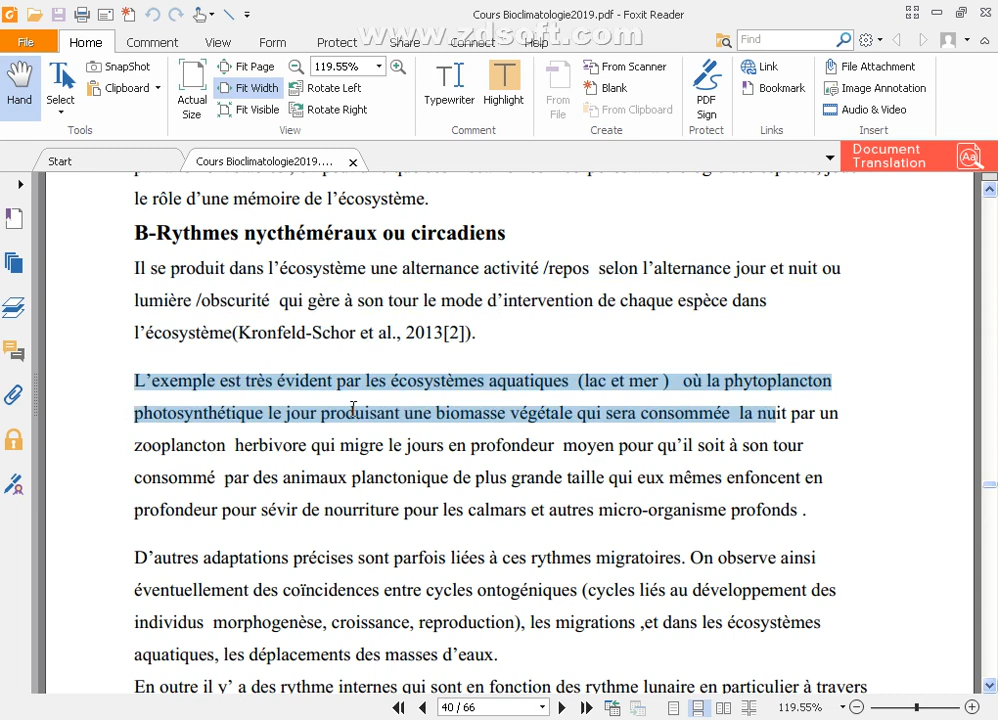 Cours Bioclimatologie2019.pdf - Foxit Reader
www.zdsoft.com
File Home Comment View Form Protect Share Connect Help Find
Hand
Select
SnapShot
Clipboard
Tools
Actual Size
Fit Page
Fit Width
Fit Visible
119.55%
Rotate Left
Rotate Right
View
Typewriter
Highlight
Comment
From File
From Scanner
Blank
From Clipboard
Create
PDF Sign
Protect
Link
Bookmark
Links
File Attachment
Image Annotation
Audio & Video
Insert
Start
Cours Bioclimatologie2019....
Document Translation
le rôle d’une mémoire de l’écosystème.
B-Rythmes nycthéméraux ou circadiens
Il se produit dans l’écosystème une alternance activité /repos selon l’alternance jour et nuit ou
lumière /obscurité qui gère à son tour le mode d’intervention de chaque espèce dans
l’écosystème(Kronfeld-Schor et al., 2013[2]).
L’exemple est très évident par les écosystèmes aquatiques (lac et mer ) où la phytoplancton
photosynthétique le jour produisant une biomasse végétale qui sera consommée la nuit par un
zooplancton herbivore qui migre le jours en profondeur moyen pour qu’il soit à son tour
consommé par des animaux planctonique de plus grande taille qui eux mêmes enfoncent en
profondeur pour sévir de nourriture pour les calmars et autres micro-organisme profonds .
D’autres adaptations précises sont parfois liées à ces rythmes migratoires. On observe ainsi
éventuellement des coïncidences entre cycles ontogéniques (cycles liés au développement des
individus morphogenèse, croissance, reproduction), les migrations ,et dans les écosystèmes
aquatiques, les déplacements des masses d’eaux.
En outre il y’ a des rythme internes qui sont en fonction des rythme lunaire en particulier à travers
40 / 66
119.55%